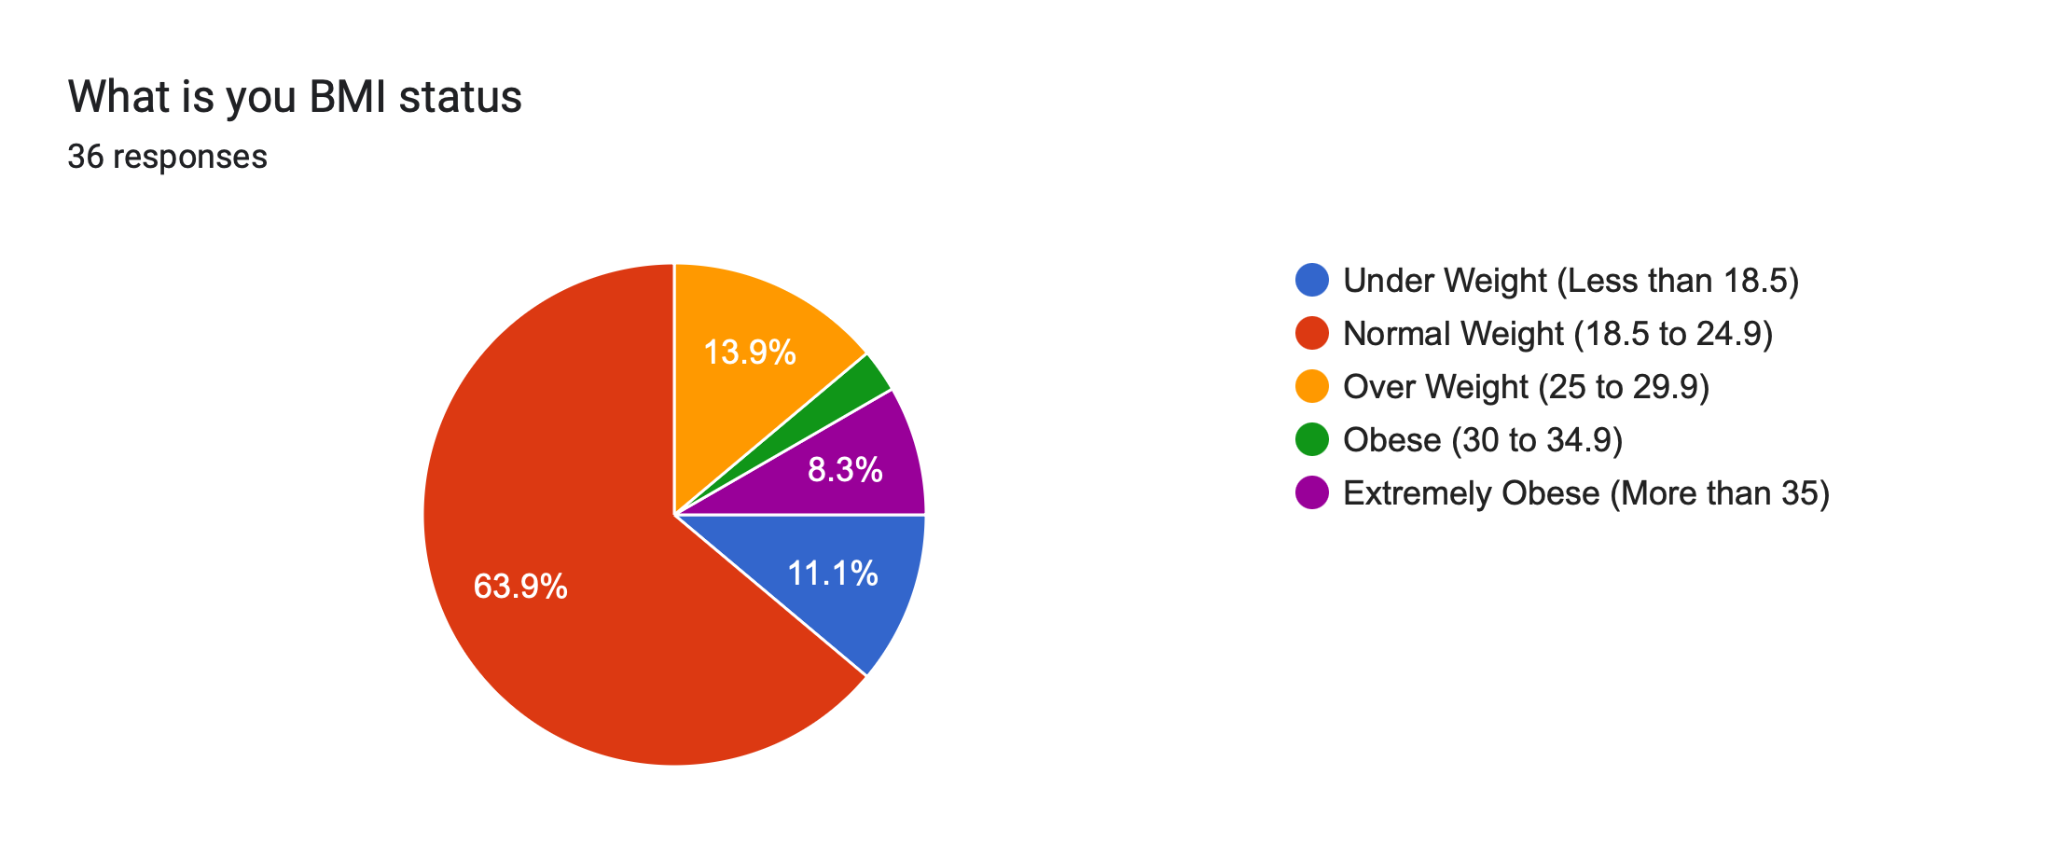 What is you BMI status
36 responses
13.9%
8.3%
11.1%
63.9%
Under Weight (Less than 18.5)
Normal Weight (18.5 to 24.9)
Over Weight (25 to 29.9)
Obese (30 to 34.9)
Extremely Obese (More than 35)